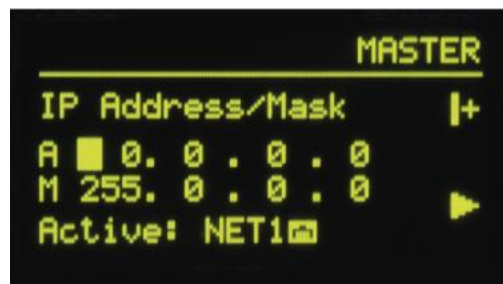 MASTER
IP Address/Mask
A 0. 0 . 0 . 0
M 255. 0 . 0 . 0
Active: NET1